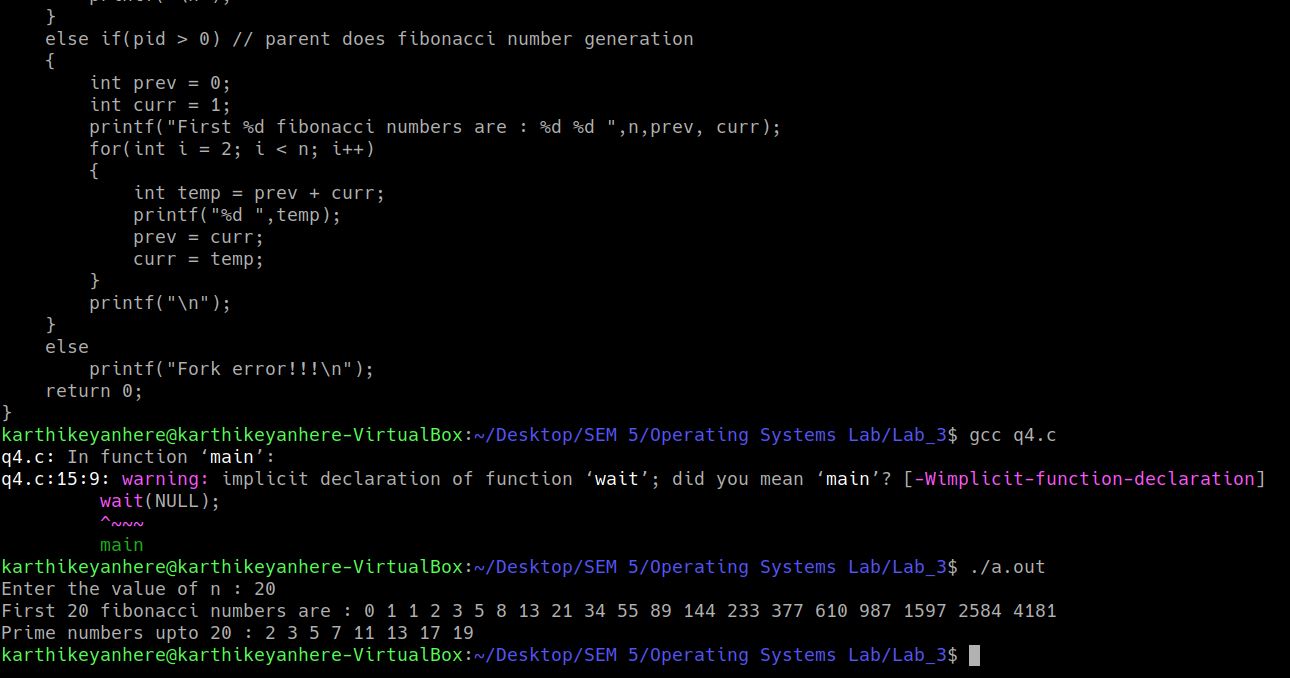 printf("\n");
    }
    else if(pid > 0) // parent does fibonacci number generation
    {
        int prev = 0;
        int curr = 1;
        printf("First %d fibonacci numbers are : %d %d ",n,prev, curr);
        for(int i = 2; i < n; i++)
        {
            int temp = prev + curr;
            printf("%d ",temp);
            prev = curr;
            curr = temp;
        }
        printf("\n");
    }
    else
        printf("Fork error!!!\n");
    return 0;
}
karthikeyanhere@karthikeyanhere-VirtualBox:~/Desktop/SEM 5/Operating Systems Lab/Lab_3$ gcc q4.c
q4.c: In function ‘main’:
q4.c:15:9: warning: implicit declaration of function ‘wait’; did you mean ‘main’? [-Wimplicit-function-declaration]
         wait(NULL);
         ^~~~
         main
karthikeyanhere@karthikeyanhere-VirtualBox:~/Desktop/SEM 5/Operating Systems Lab/Lab_3$ ./a.out
Enter the value of n : 20
First 20 fibonacci numbers are : 0 1 1 2 3 5 8 13 21 34 55 89 144 233 377 610 987 1597 2584 4181
Prime numbers upto 20 : 2 3 5 7 11 13 17 19
karthikeyanhere@karthikeyanhere-VirtualBox:~/Desktop/SEM 5/Operating Systems Lab/Lab_3$